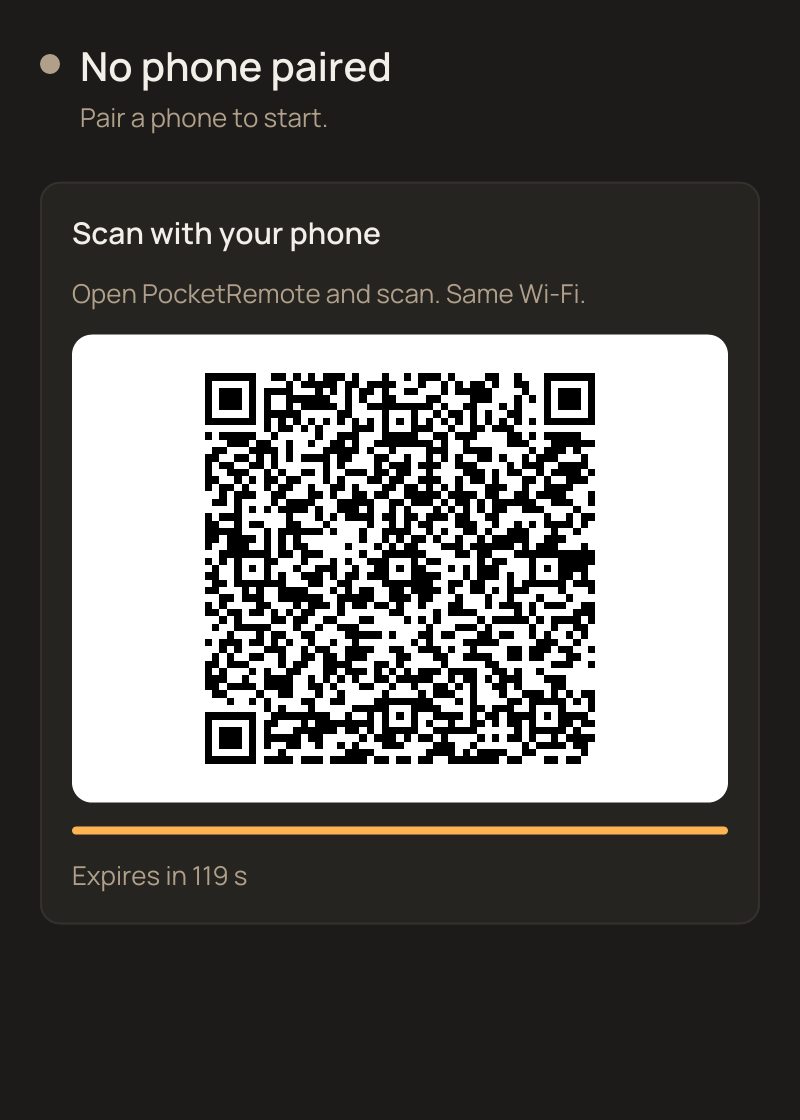 No phone paired
Pair a phone to start.
Scan with your phone
Open PocketRemote and scan. Same Wi-Fi.
Expires in 119 s